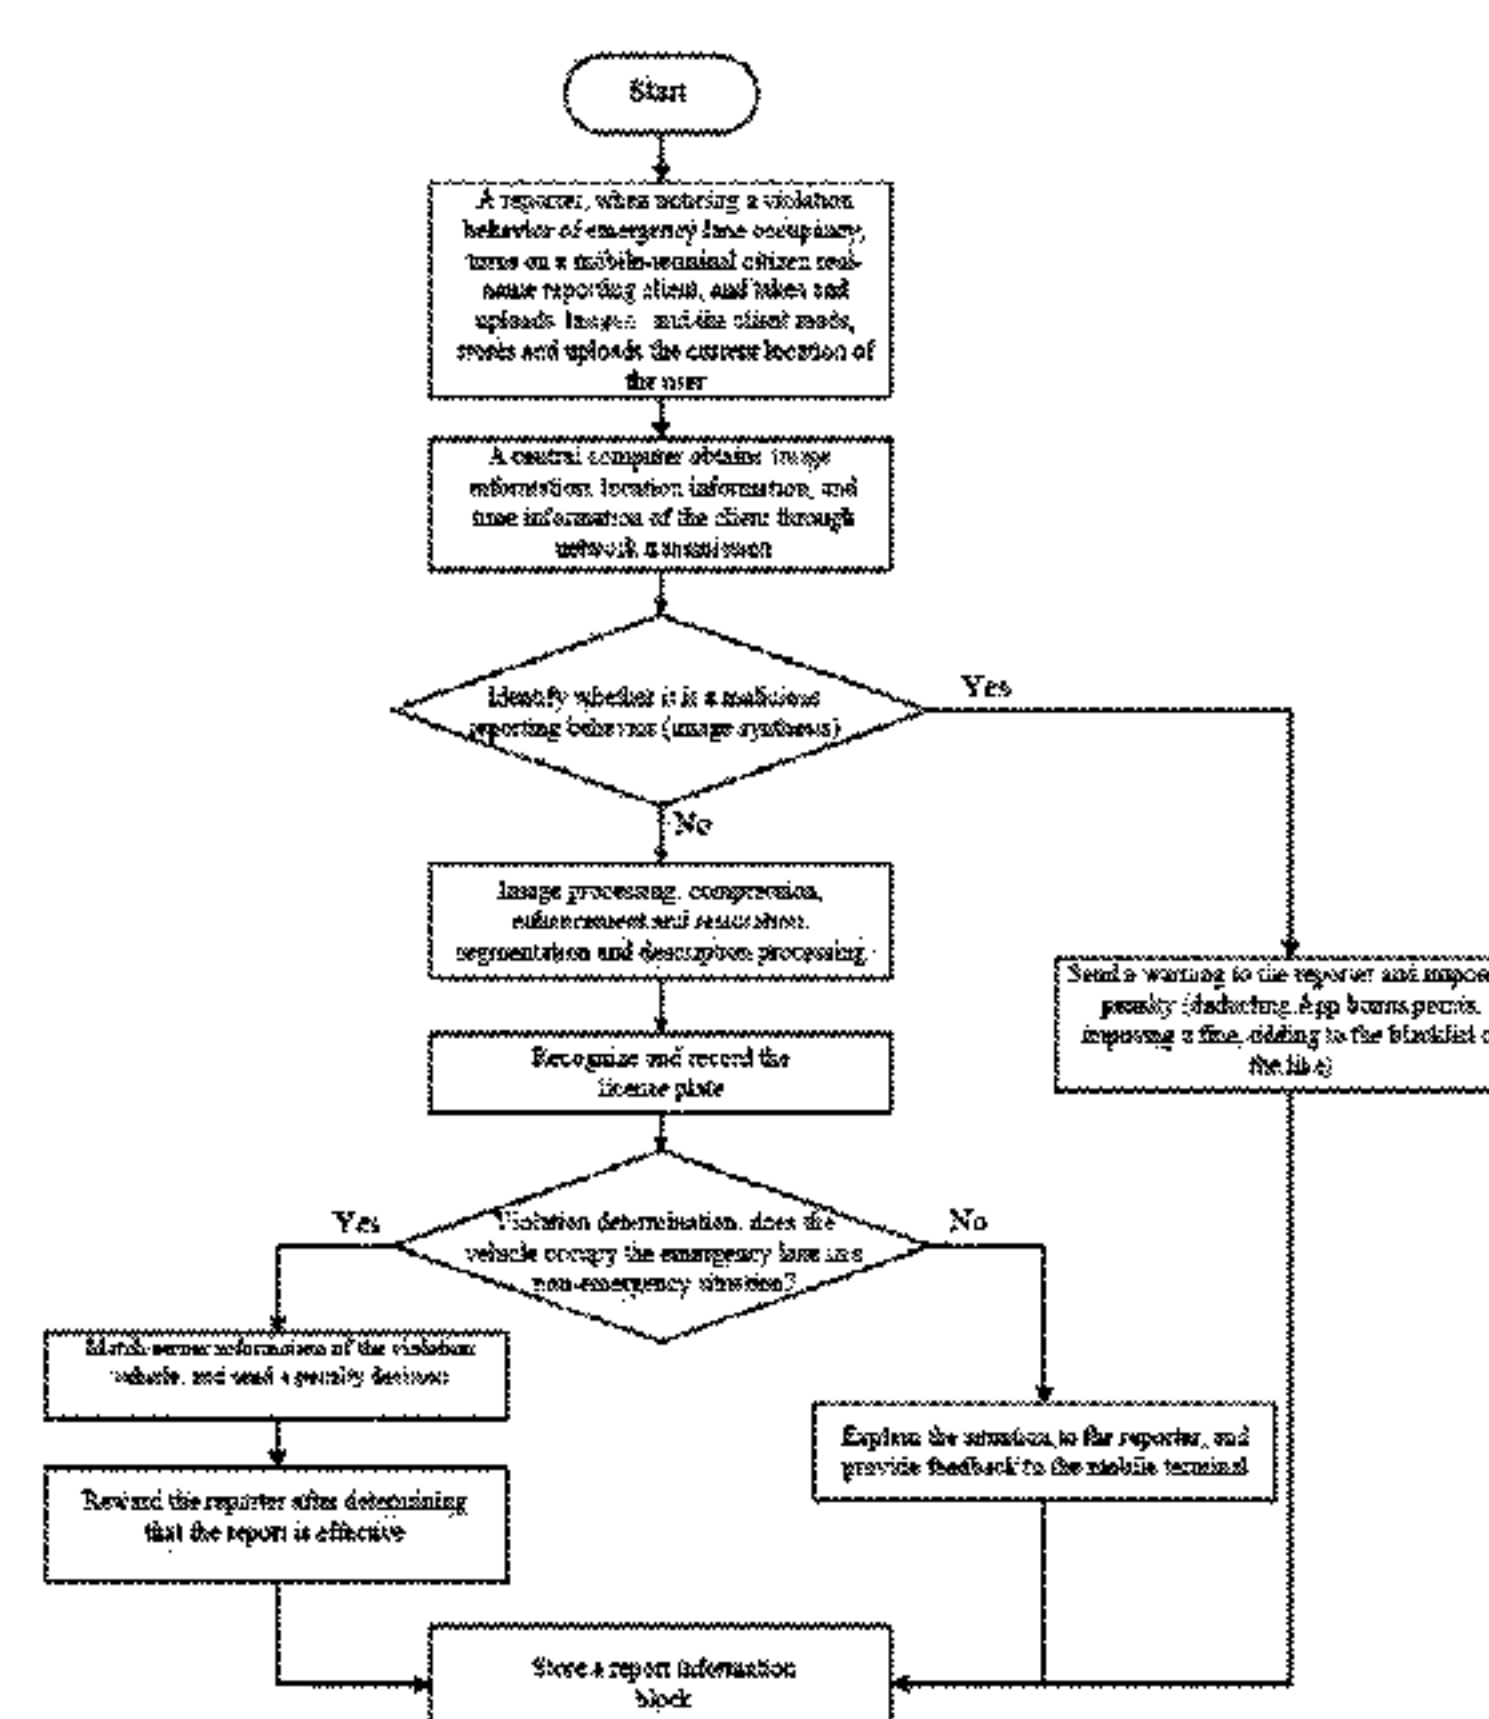 Start
A reporter, when noticing a violation
behavior of emergency lane occupancy,
turns on a mobile-terminal citizen real-
name reporting client, and takes and
uploads images and the client reads,
stores and uploads the current location of
the user
A central computer obtains image
information, location information, and
time information of the client through
network transmission
Identify whether it is a malicious
reporting behavior (image synthesis)
Yes
No
Image processing, compression,
enhancement and restoration,
segmentation and description processing,
Recognize and record the
license plate
Send a warning to the reporter and impose
penalty (deducting App bonus points,
imposing a fine, adding to the blacklist o
the like)
Violation determination, does the
vehicle occupy the emergency lane in a
non-emergency situation?
Yes
No
Match owner information of the violation
vehicle, and send a penalty decision
Explain the situation to the reporter, and
provide feedback to the mobile terminal
Reward the reporter after determining
that the report is effective
Store a report information
block